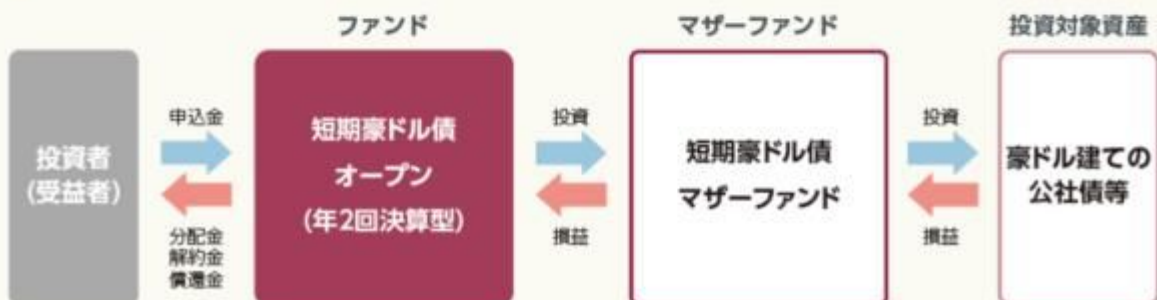 ファンド
マザーファンド
投資対象資産
投資者
(受益者)
申込金
分配金
解約金
償還金
短期豪ドル債
オープン
(年2回決算型)
投資
損益
短期豪ドル債
マザーファンド
投資
損益
豪ドル建ての
公社債等